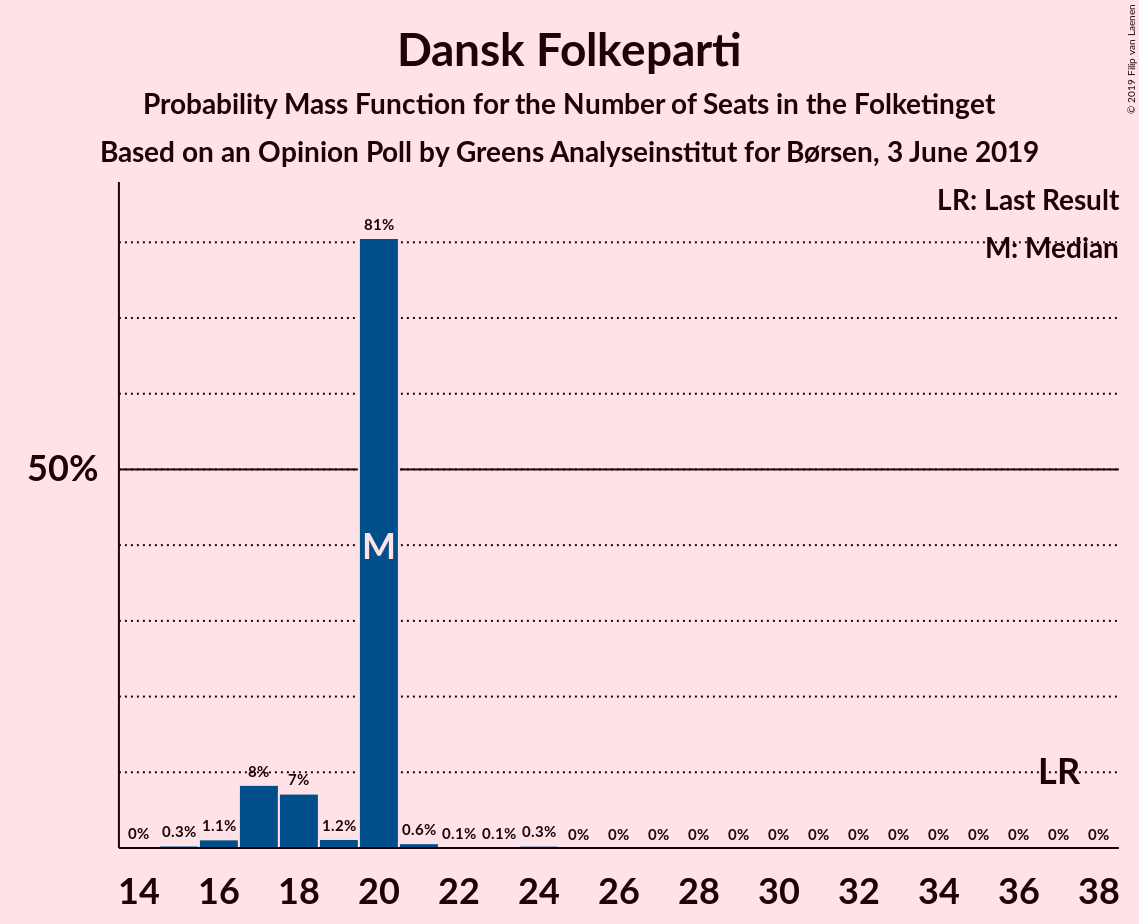 Dansk Folkeparti
Probability Mass Function for the Number of Seats in the Folketinget
Based on an Opinion Poll by Greens Analyseinstitut for Børsen, 3 June 2019
© 2019 Filip van Laenen
LR: Last Result
M: Median
50%
0% 0.3% 1.1% 8% 7% 1.2% 81% 0.6% 0.1% 0.1% 0.3% 0% 0% 0% 0% 0% 0% 0% 0% 0% 0% 0% 0% 0% 0%
M
LR
14 16 18 20 22 24 26 28 30 32 34 36 38